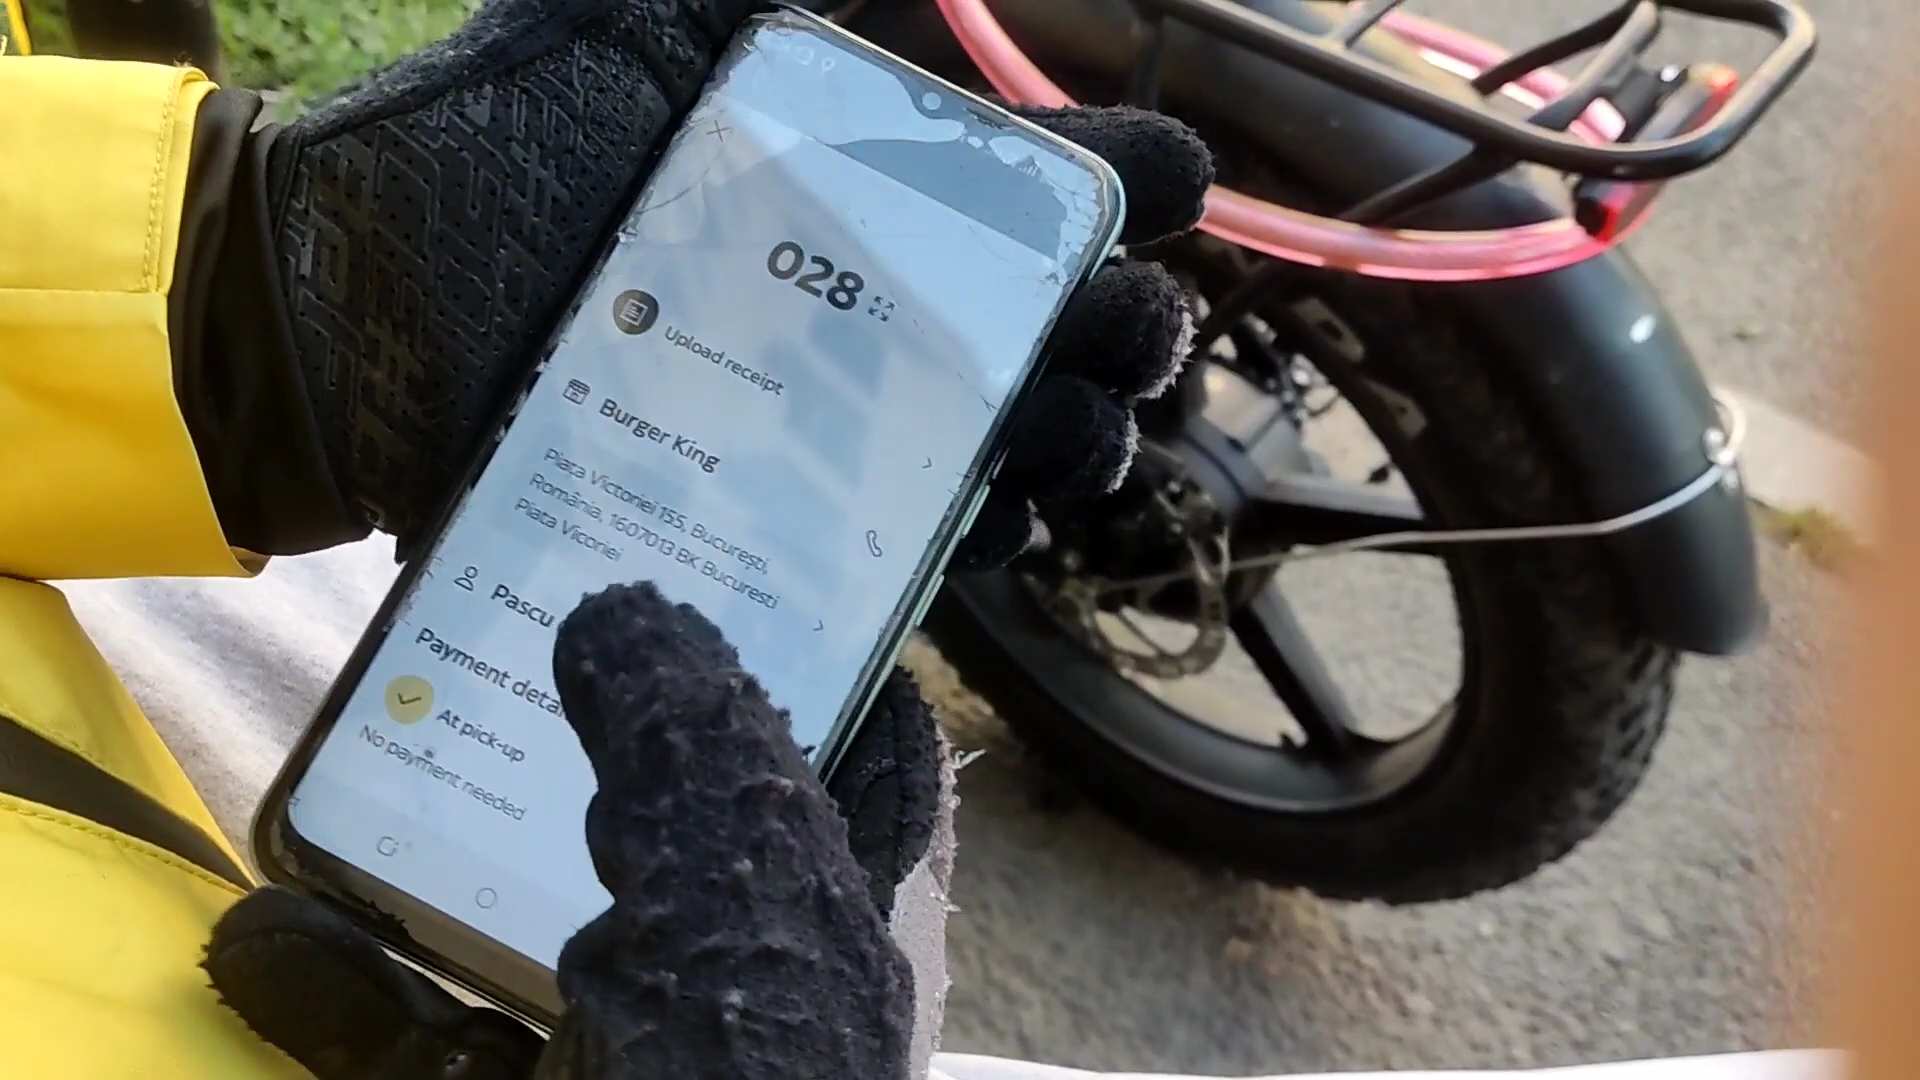 028
Upload receipt
Burger King
Piața Victoriei 155, București,
România, 1607013 BK Bucuresti
Piata Vicoriei
Pascu
Payment detai
At pick-up
No payment needed